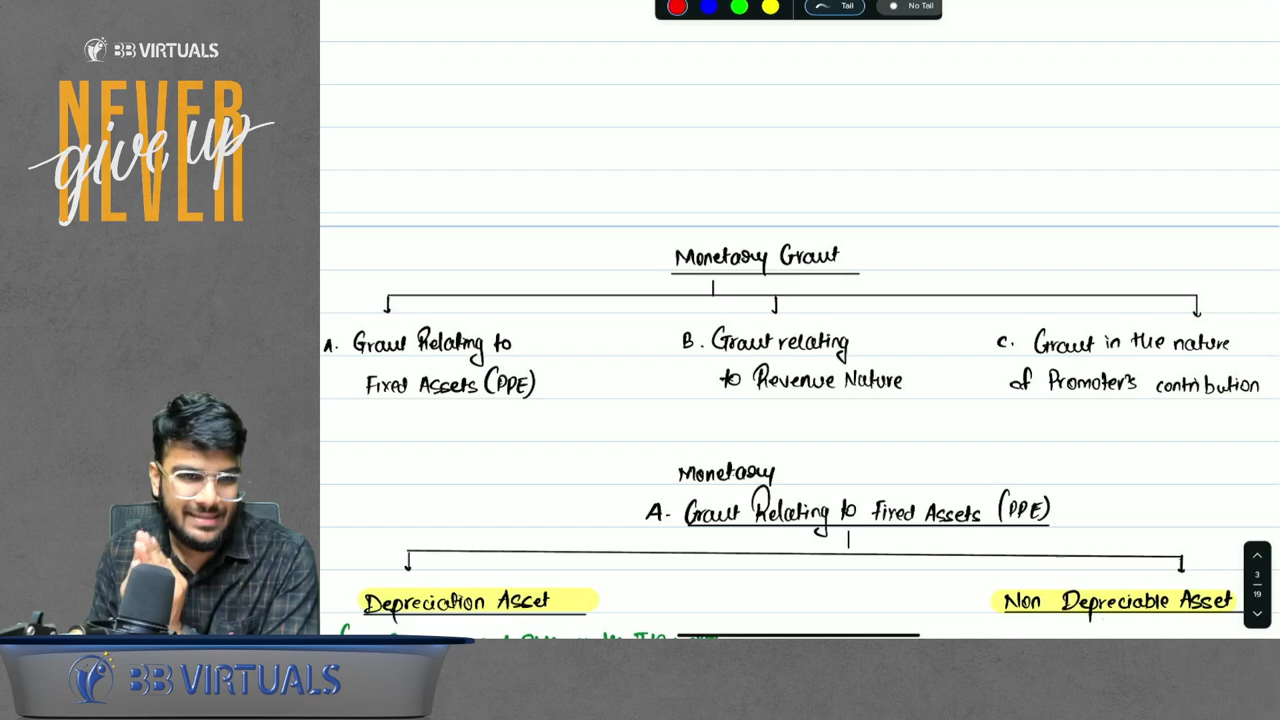 Tail
No Tail
BB VIRTUALS
NEVER
give up
NEVER
Monetary Grant
A. Grant Relating to
Fixed Assets (PPE)
B. Grant relating
to Revenue Nature
C. Grant in the nature
of Promoter's contribution
Monetary
A. Grant Relating to Fixed Assets (PPE)
3
19
Depreciation Asset
Non Depreciable Asset
BB VIRTUALS